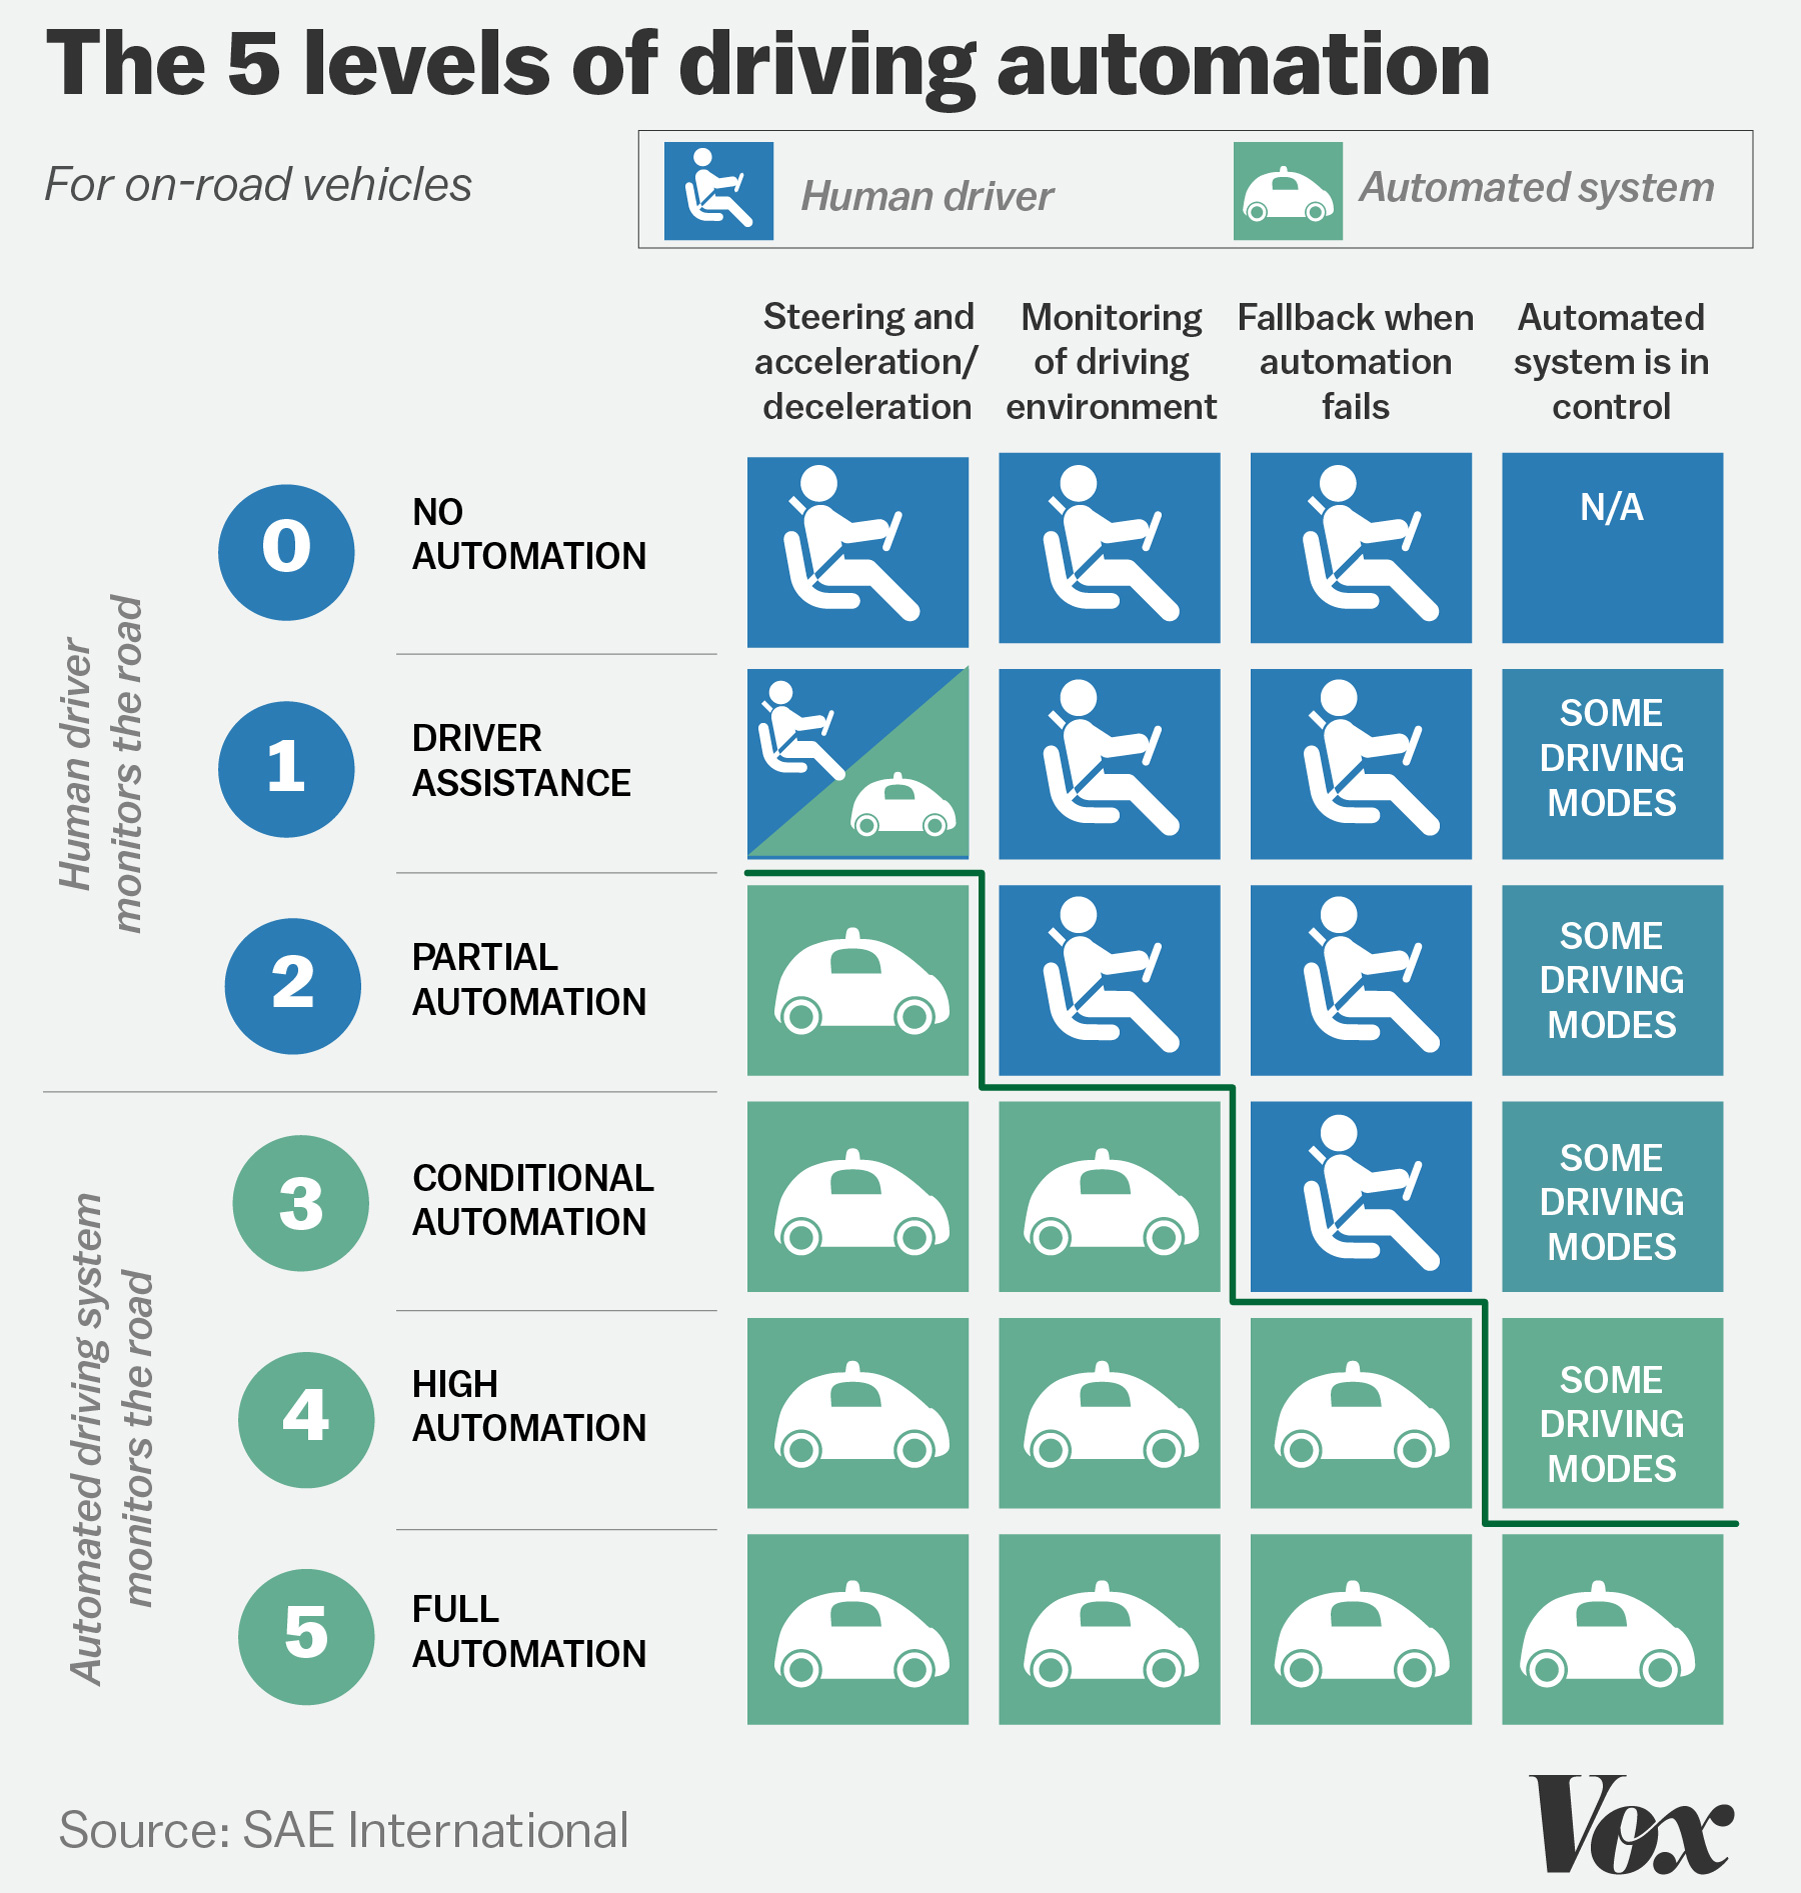 The 5 levels of driving automation
For on-road vehicles
Human driver
Automated system
Steering and
acceleration/
deceleration
Monitoring
of driving
environment
Fallback when
automation
fails
Automated
system is in
control
Human driver
monitors the road
0
NO
AUTOMATION
N/A
1
DRIVER
ASSISTANCE
SOME
DRIVING
MODES
2
PARTIAL
AUTOMATION
SOME
DRIVING
MODES
Automated driving system
monitors the road
3
CONDITIONAL
AUTOMATION
SOME
DRIVING
MODES
4
HIGH
AUTOMATION
SOME
DRIVING
MODES
5
FULL
AUTOMATION
Source: SAE International
Vox